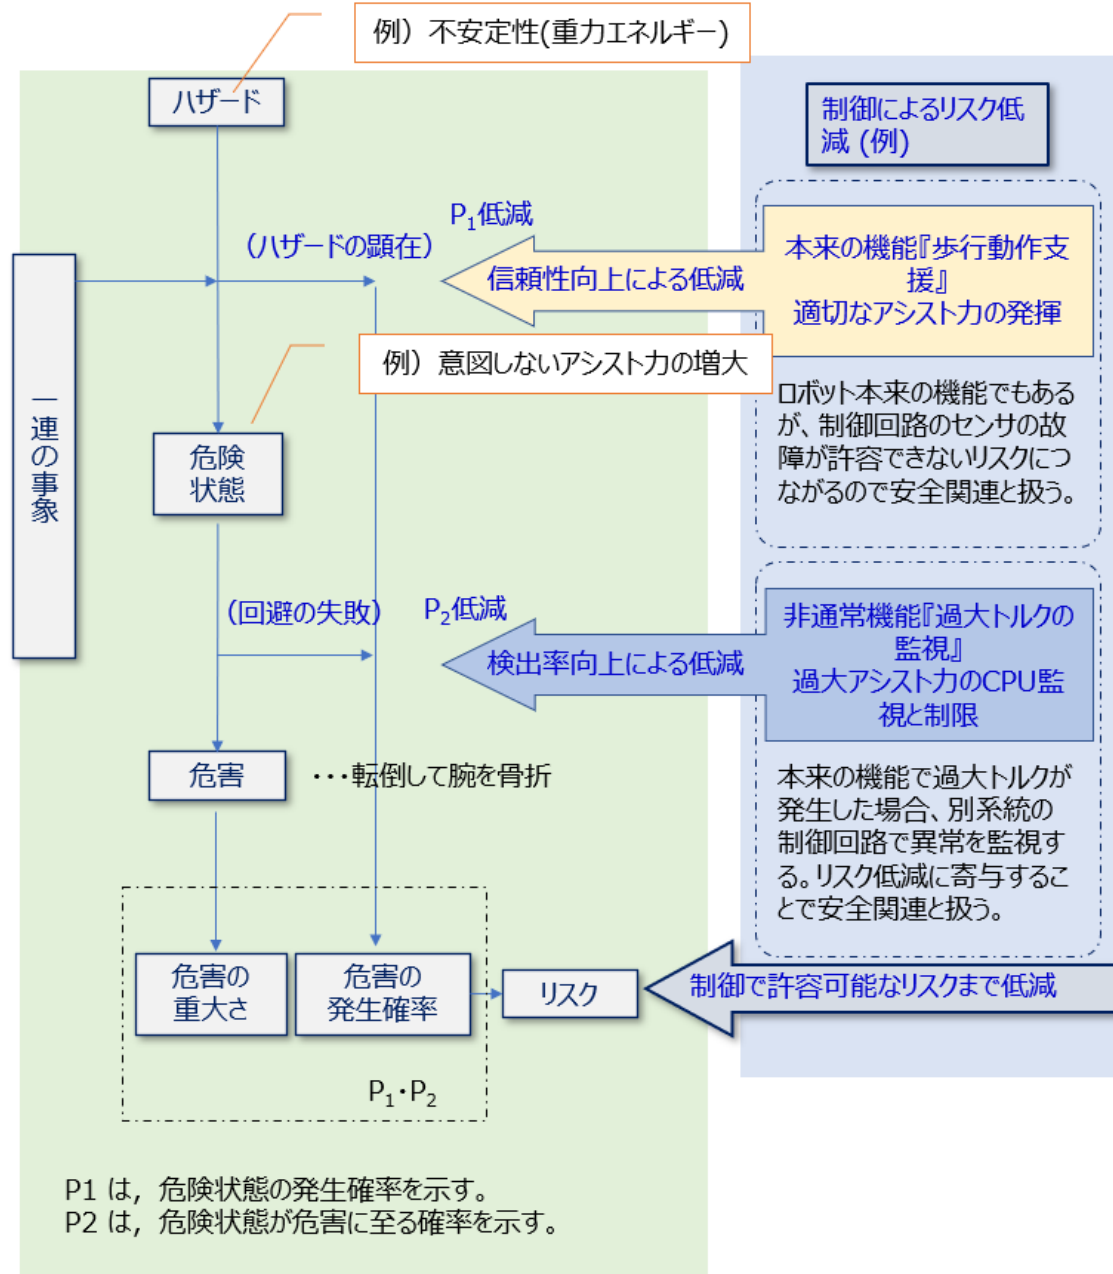 例）不安定性(重力エネルギー)
ハザード
制御によるリスク低
減 (例)
P1低減
（ハザードの顕在）
信頼性向上による低減
本来の機能『歩行動作支
援』
適切なアシスト力の発揮
一連の事象
例）意図しないアシスト力の増大
ロボット本来の機能でもある
が、制御回路のセンサの故
障が許容できないリスクにつ
ながるので安全関連と扱う。
危険
状態
（回避の失敗）
P2低減
検出率向上による低減
非通常機能『過大トルクの
監視』
過大アシスト力のCPU監
視と制限
危害
・・・転倒して腕を骨折
本来の機能で過大トルクが
発生した場合、別系統の
制御回路で異常を監視す
る。リスク低減に寄与するこ
とで安全関連と扱う。
危害の
重大さ
危害の
発生確率
リスク
制御で許容可能なリスクまで低減
P1・P2
P1 は，危険状態の発生確率を示す。
P2 は，危険状態が危害に至る確率を示す。